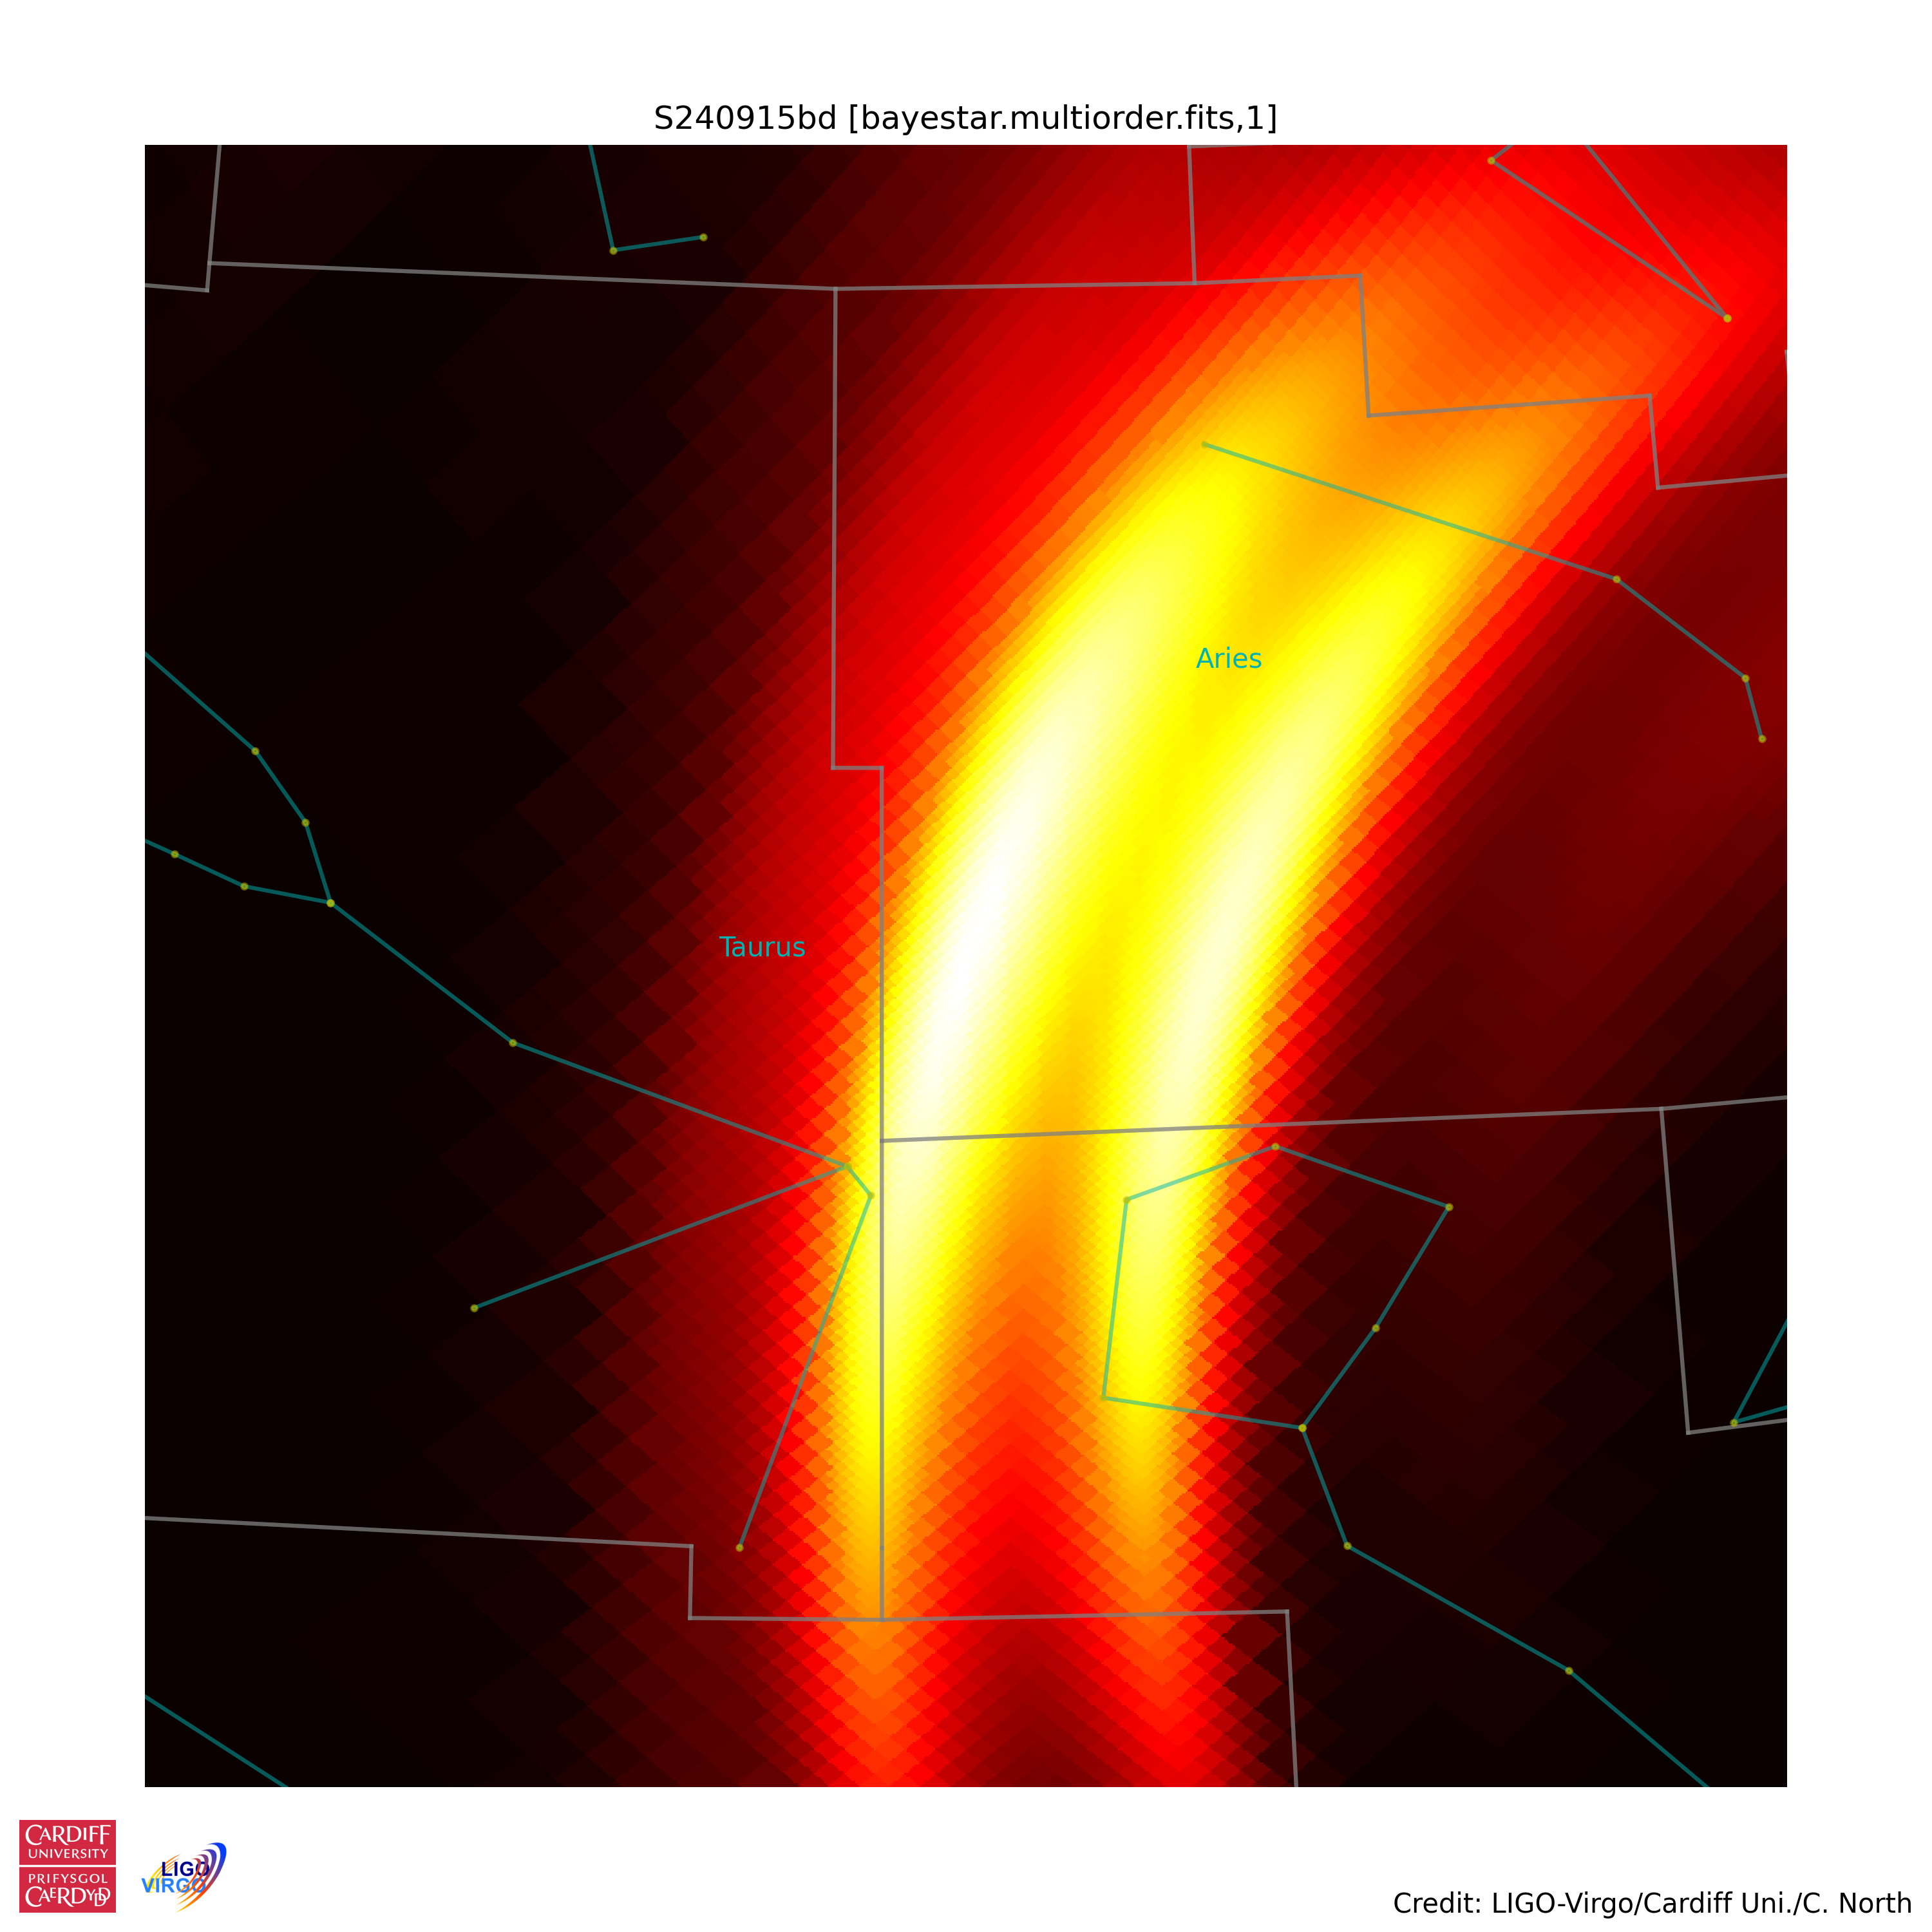 S240915bd [bayestar.multiorder.fits,1]
Aries
Taurus
CARDIFF
UNIVERSITY
PRIFYSGOL
CAERDYDD
LIGO
VIRGO
Credit: LIGO-Virgo/Cardiff Uni./C. North